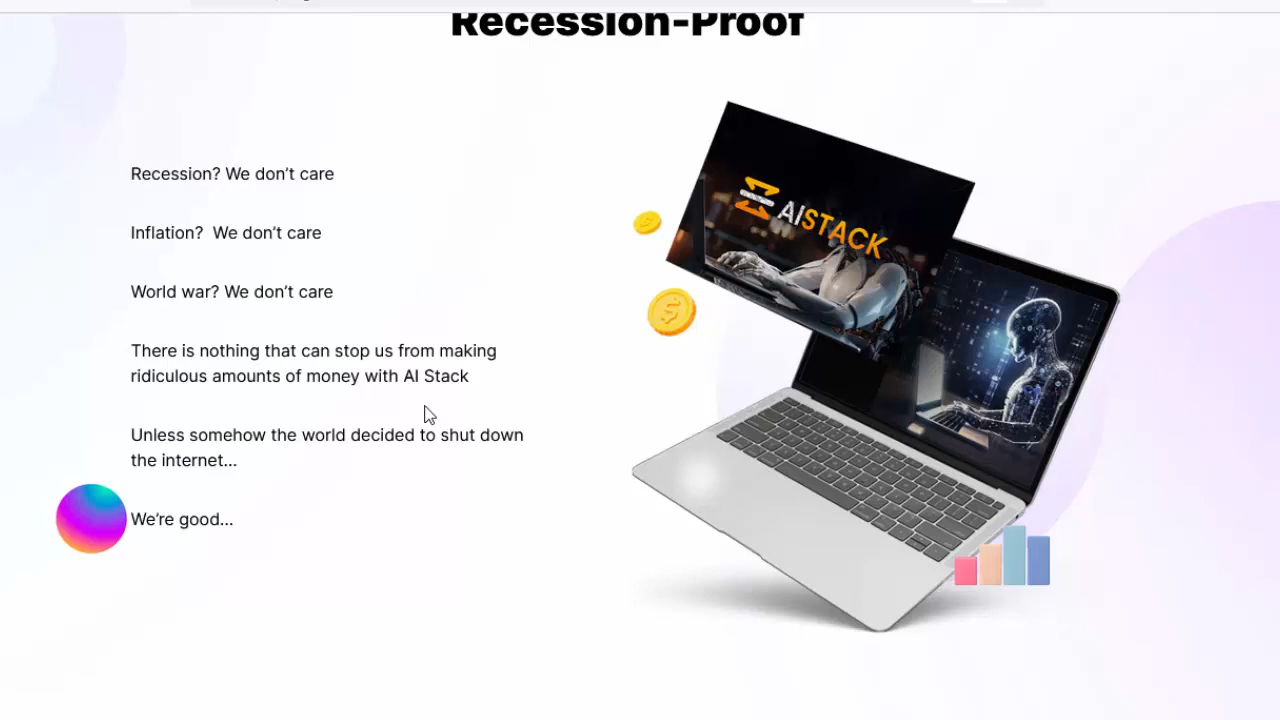 Recession-Proof
Recession? We don't care
Inflation?  We don't care
World war? We don't care
There is nothing that can stop us from making
ridiculous amounts of money with AI Stack
Unless somehow the world decided to shut down
the internet...
We're good...
AISTACK